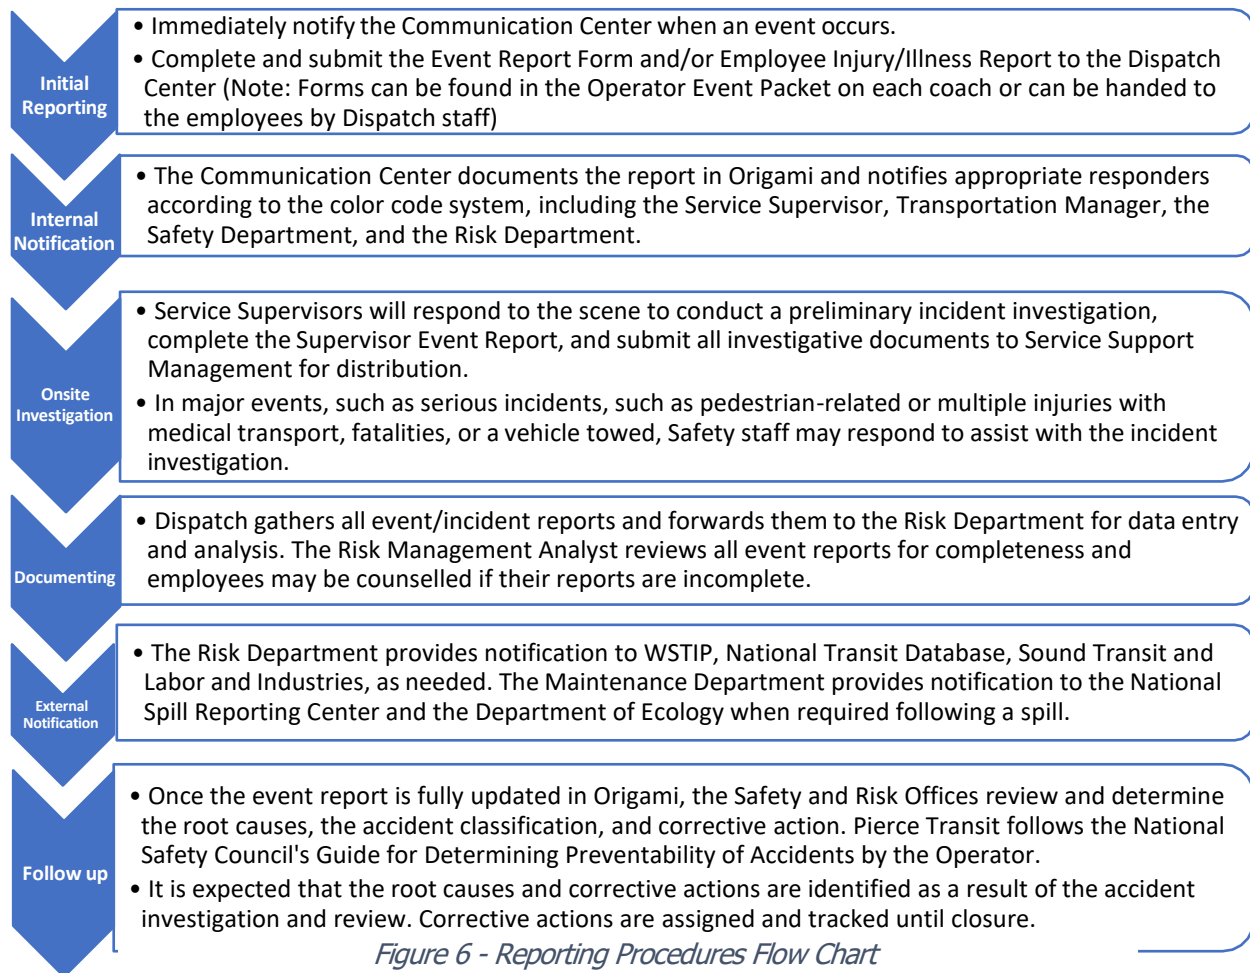 Initial
Reporting
• Immediately notify the Communication Center when an event occurs.
• Complete and submit the Event Report Form and/or Employee Injury/Illness Report to the Dispatch
Center (Note: Forms can be found in the Operator Event Packet on each coach or can be handed to
the employees by Dispatch staff)
Internal
Notification
• The Communication Center documents the report in Origami and notifies appropriate responders
according to the color code system, including the Service Supervisor, Transportation Manager, the
Safety Department, and the Risk Department.
Onsite
Investigation
• Service Supervisors will respond to the scene to conduct a preliminary incident investigation,
complete the Supervisor Event Report, and submit all investigative documents to Service Support
Management for distribution.
• In major events, such as serious incidents, such as pedestrian-related or multiple injuries with
medical transport, fatalities, or a vehicle towed, Safety staff may respond to assist with the incident
investigation.
Documenting
• Dispatch gathers all event/incident reports and forwards them to the Risk Department for data entry
and analysis. The Risk Management Analyst reviews all event reports for completeness and
employees may be counselled if their reports are incomplete.
External
Notification
• The Risk Department provides notification to WSTIP, National Transit Database, Sound Transit and
Labor and Industries, as needed. The Maintenance Department provides notification to the National
Spill Reporting Center and the Department of Ecology when required following a spill.
Follow up
• Once the event report is fully updated in Origami, the Safety and Risk Offices review and determine
the root causes, the accident classification, and corrective action. Pierce Transit follows the National
Safety Council's Guide for Determining Preventability of Accidents by the Operator.
• It is expected that the root causes and corrective actions are identified as a result of the accident
investigation and review. Corrective actions are assigned and tracked until closure.
Figure 6 - Reporting Procedures Flow Chart